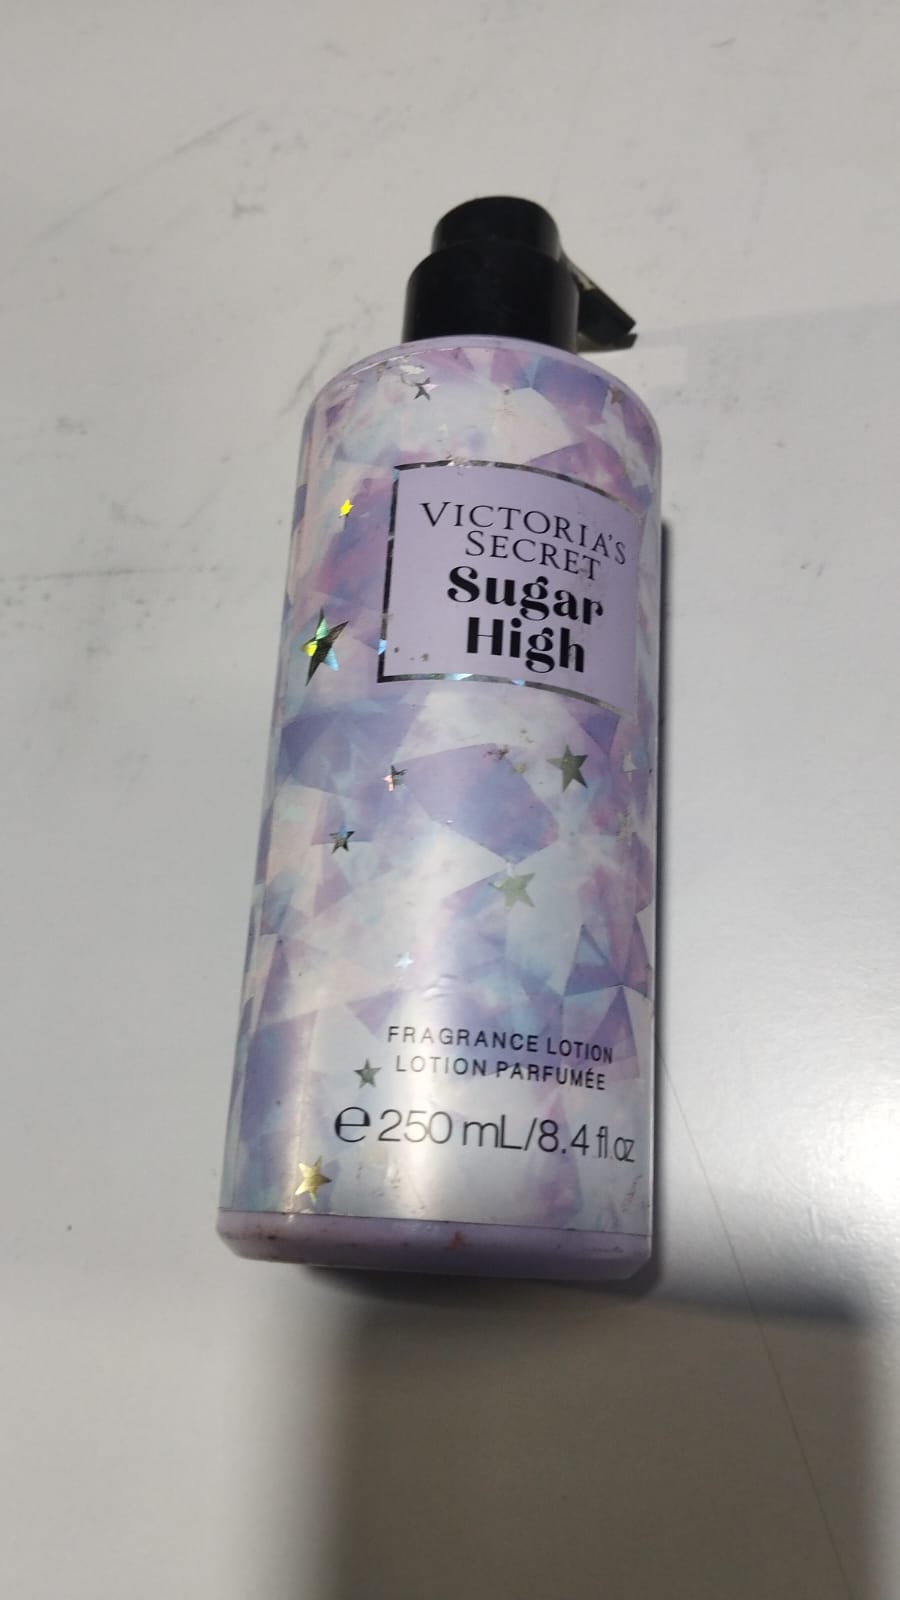 VICTORIA'S
SECRET
Sugar
High
FRAGRANCE LOTION
LOTION PARFUMÉE
℮ 250 mL/8.4 fl oz